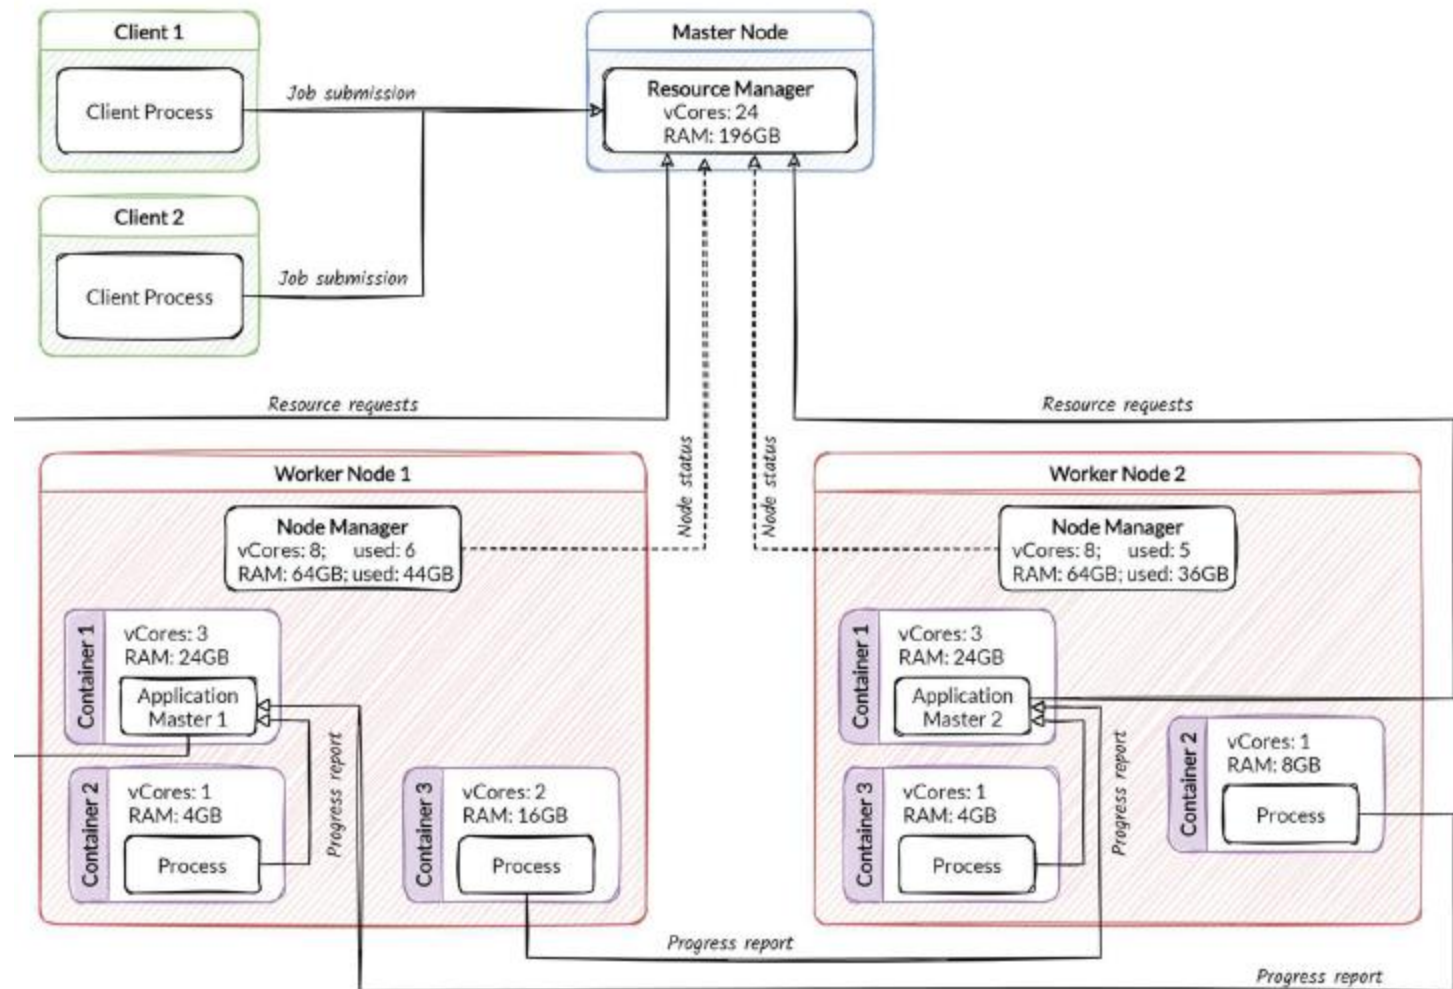 Client 1
Client Process
Job submission
Master Node
Resource Manager
vCores: 24
RAM: 196GB
Client 2
Client Process
Job submission
Resource requests
Resource requests
Node status
Node status
Worker Node 1
Node Manager
vCores: 8; used: 6
RAM: 64GB; used: 44GB
Container 1
vCores: 3
RAM: 24GB
Application
Master 1
Container 2
vCores: 1
RAM: 4GB
Process
Progress report
Container 3
vCores: 2
RAM: 16GB
Process
Worker Node 2
Node Manager
vCores: 8; used: 5
RAM: 64GB; used: 36GB
Container 1
vCores: 3
RAM: 24GB
Application
Master 2
Container 3
vCores: 1
RAM: 4GB
Process
Progress report
Container 2
vCores: 1
RAM: 8GB
Process
Progress report
Progress report